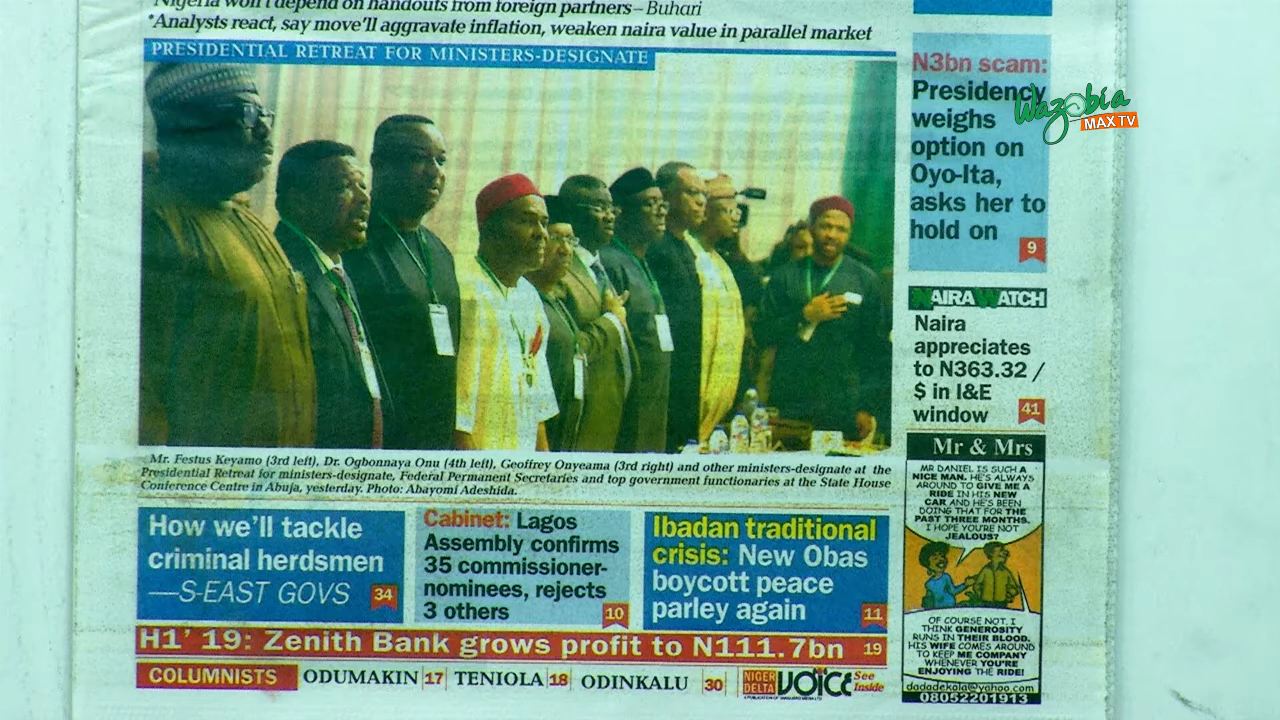 Nigeria won't depend on handouts from foreign partners – Buhari
*Analysts react, say move'll aggravate inflation, weaken naira value in parallel market
PRESIDENTIAL RETREAT FOR MINISTERS-DESIGNATE
Mr. Festus Keyamo (3rd left), Dr. Ogbonnaya Onu (4th left), Geoffrey Onyeama (3rd right) and other ministers-designate at the
Presidential Retreat for ministers-designate, Federal Permanent Secretaries and top government functionaries at the State House
Conference Centre in Abuja, yesterday. Photo: Abayomi Adeshida.
How we'll tackle
criminal herdsmen
—S-EAST GOVS 34
Cabinet: Lagos
Assembly confirms
35 commissioner-
nominees, rejects
3 others 10
Ibadan traditional
crisis: New Obas
boycott peace
parley again 11
H1' 19: Zenith Bank grows profit to N111.7bn 19
COLUMNISTS ODUMAKIN 17 TENIOLA 18 ODINKALU 30 NIGER DELTA VOICE See Inside
N3bn scam:
Presidency
weighs
option on
Oyo-Ita,
asks her to
hold on
9
Wazobia
MAX TV
NAIRA WATCH
Naira
appreciates
to N363.32 /
$ in I&E
window 41
Mr & Mrs
MR DANIEL IS SUCH A
NICE MAN. HE'S ALWAYS
AROUND TO GIVE ME A
RIDE IN HIS NEW
CAR AND HE'S BEEN
DOING THAT FOR THE
PAST THREE MONTHS.
I HOPE YOU'RE NOT
JEALOUS?
OF COURSE NOT, I
THINK GENEROSITY
RUNS IN THEIR BLOOD.
HIS WIFE COMES AROUND
TO KEEP ME COMPANY
WHENEVER YOU'RE
ENJOYING THE RIDE!
dadadekola@yahoo.com
08052201913